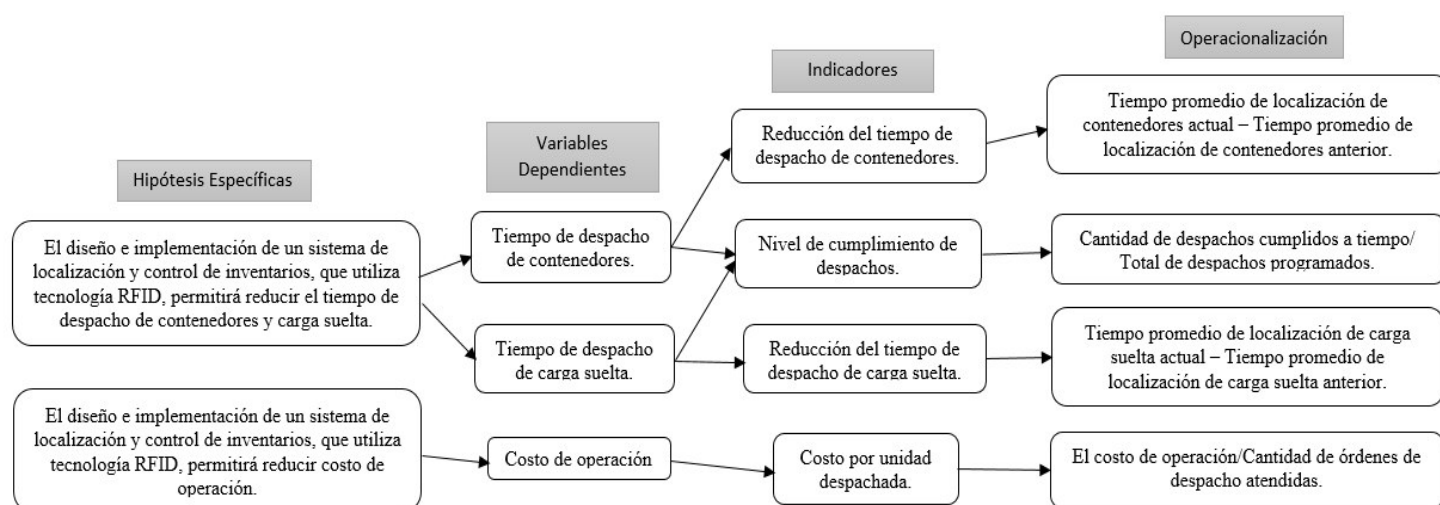 Hipótesis Específicas
Variables
Dependientes
Indicadores
Operacionalización
El diseño e implementación de un sistema de
localización y control de inventarios, que utiliza
tecnología RFID, permitirá reducir el tiempo de
despacho de contenedores y carga suelta.
Tiempo de despacho
de contenedores.
Tiempo de despacho
de carga suelta.
Reducción del tiempo de
despacho de contenedores.
Nivel de cumplimiento de
despachos.
Reducción del tiempo de
despacho de carga suelta.
Tiempo promedio de localización de
contenedores actual – Tiempo promedio de
localización de contenedores anterior.
Cantidad de despachos cumplidos a tiempo/
Total de despachos programados.
Tiempo promedio de localización de carga
suelta actual – Tiempo promedio de
localización de carga suelta anterior.
El diseño e implementación de un sistema de
localización y control de inventarios, que utiliza
tecnología RFID, permitirá reducir costo de
operación.
Costo de operación
Costo por unidad
despachada.
El costo de operación/Cantidad de órdenes de
despacho atendidas.